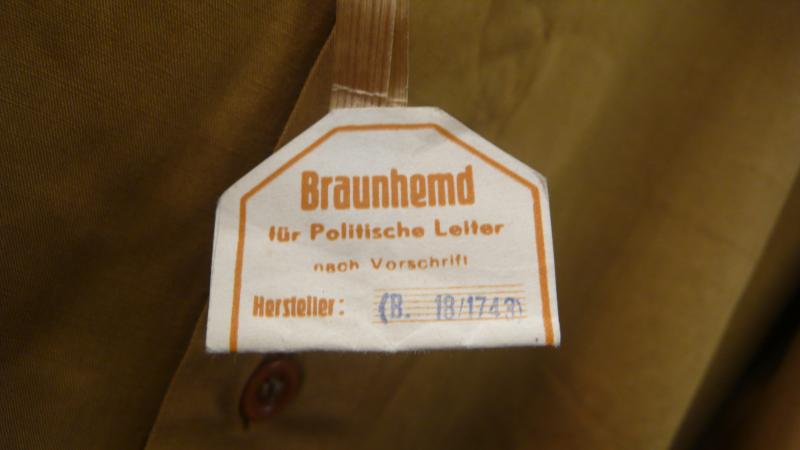 Braunhemd
für Politische Leiter
nach Vorschrift
Hersteller: (B. 18/1743)